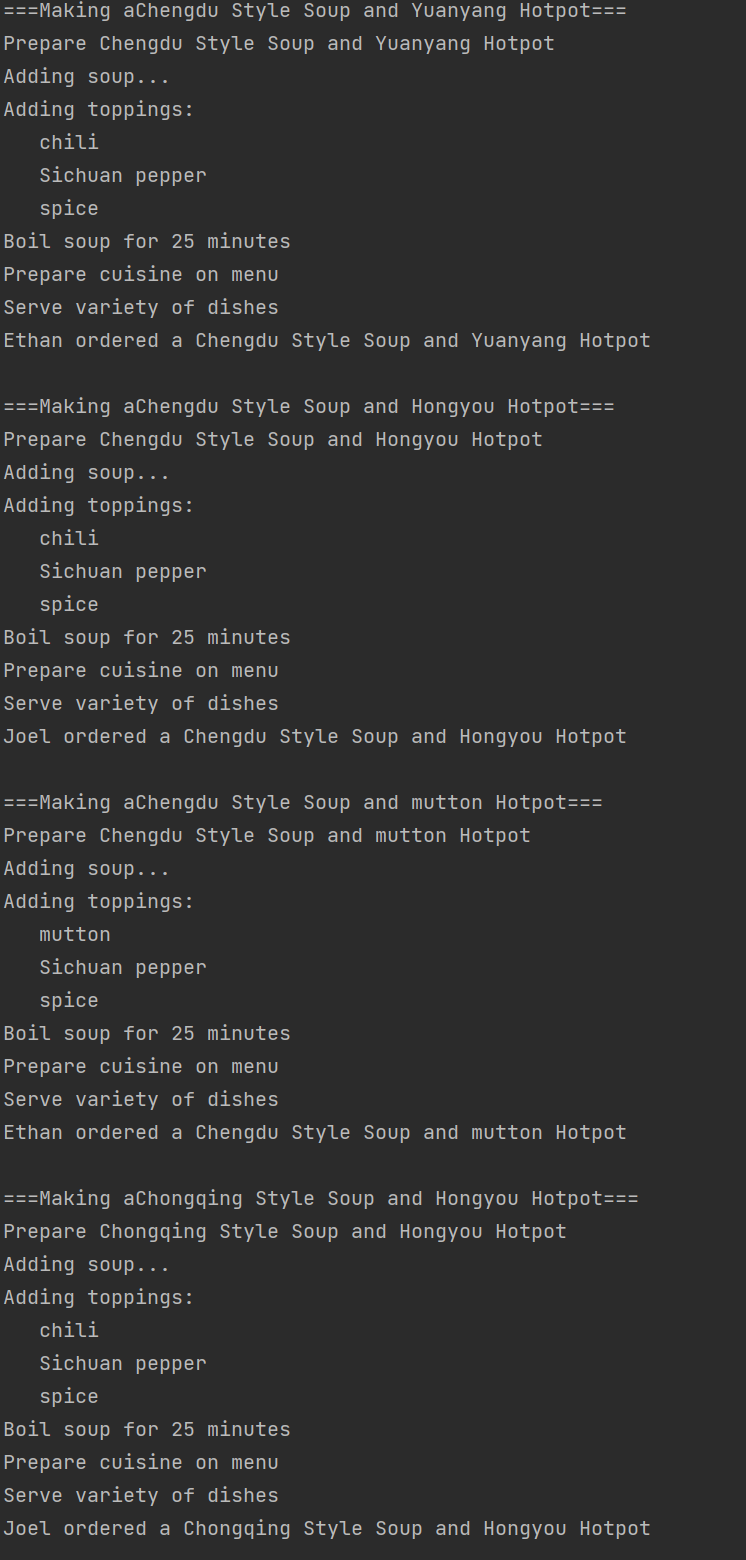 ===Making aChengdu Style Soup and Yuanyang Hotpot===
Prepare Chengdu Style Soup and Yuanyang Hotpot
Adding soup...
Adding toppings:
   chili
   Sichuan pepper
   spice
Boil soup for 25 minutes
Prepare cuisine on menu
Serve variety of dishes
Ethan ordered a Chengdu Style Soup and Yuanyang Hotpot

===Making aChengdu Style Soup and Hongyou Hotpot===
Prepare Chengdu Style Soup and Hongyou Hotpot
Adding soup...
Adding toppings:
   chili
   Sichuan pepper
   spice
Boil soup for 25 minutes
Prepare cuisine on menu
Serve variety of dishes
Joel ordered a Chengdu Style Soup and Hongyou Hotpot

===Making aChengdu Style Soup and mutton Hotpot===
Prepare Chengdu Style Soup and mutton Hotpot
Adding soup...
Adding toppings:
   mutton
   Sichuan pepper
   spice
Boil soup for 25 minutes
Prepare cuisine on menu
Serve variety of dishes
Ethan ordered a Chengdu Style Soup and mutton Hotpot

===Making aChongqing Style Soup and Hongyou Hotpot===
Prepare Chongqing Style Soup and Hongyou Hotpot
Adding soup...
Adding toppings:
   chili
   Sichuan pepper
   spice
Boil soup for 25 minutes
Prepare cuisine on menu
Serve variety of dishes
Joel ordered a Chongqing Style Soup and Hongyou Hotpot